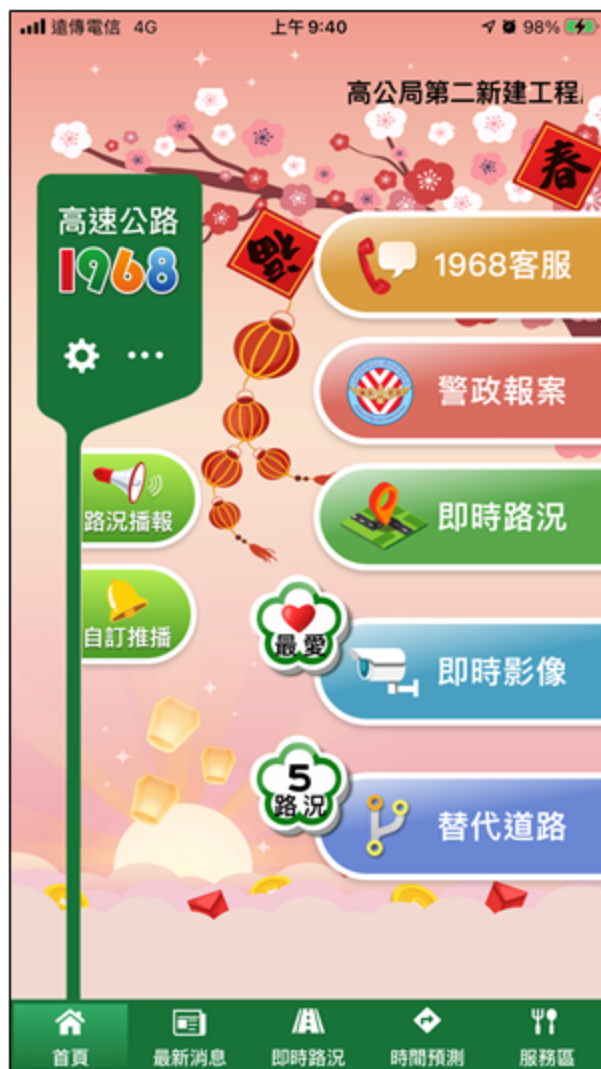 遠傳電信 4G
上午9:40
98%
高公局第二新建工程
春
福
高速公路
1968
1968客服
警政報案
即時路況
路況播報
自訂推播
最愛
即時影像
5
路況
替代道路
首頁
最新消息
即時路況
時間預測
服務區